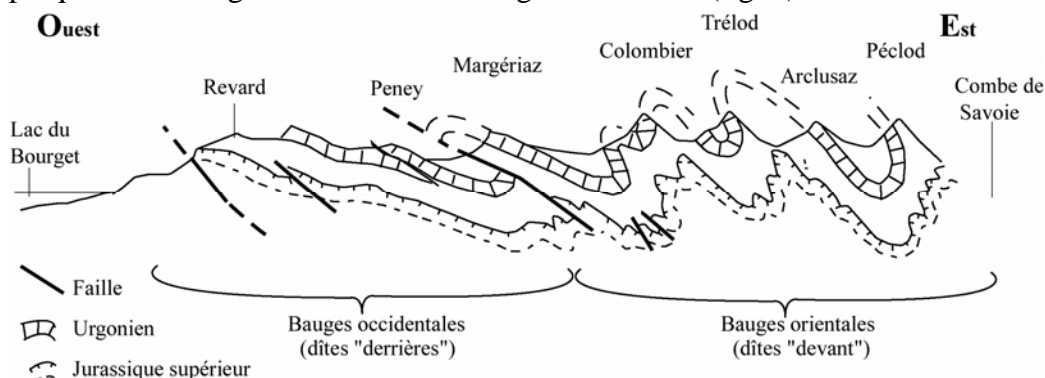 Ouest
Est
Trélod
Colombier
Péclod
Margériaz
Arclusaz
Revard
Peney
Combe de
Savoie
Lac du
Bourget
Faille
Urgonien
Jurassique supérieur
Bauges occidentales
(dîtes "derrières")
Bauges orientales
(dîtes "devant")